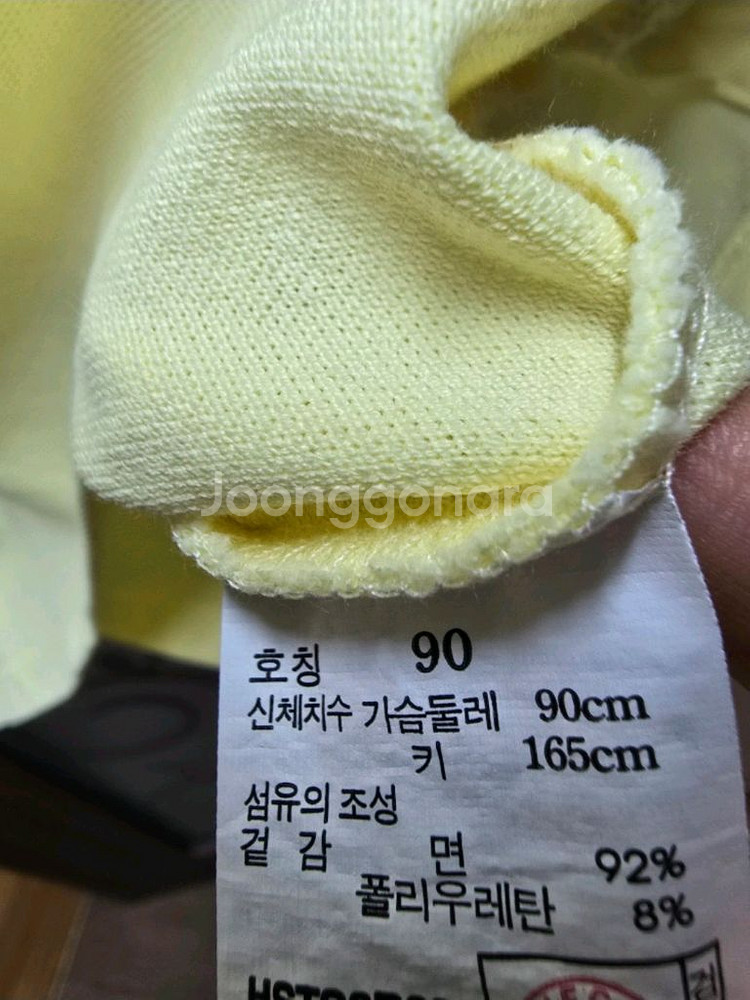 Joonggonara
호칭 90
신체치수 가슴둘레 90cm
키 165cm
섬유의 조성
겉 감 면 92%
폴리우레탄 8%